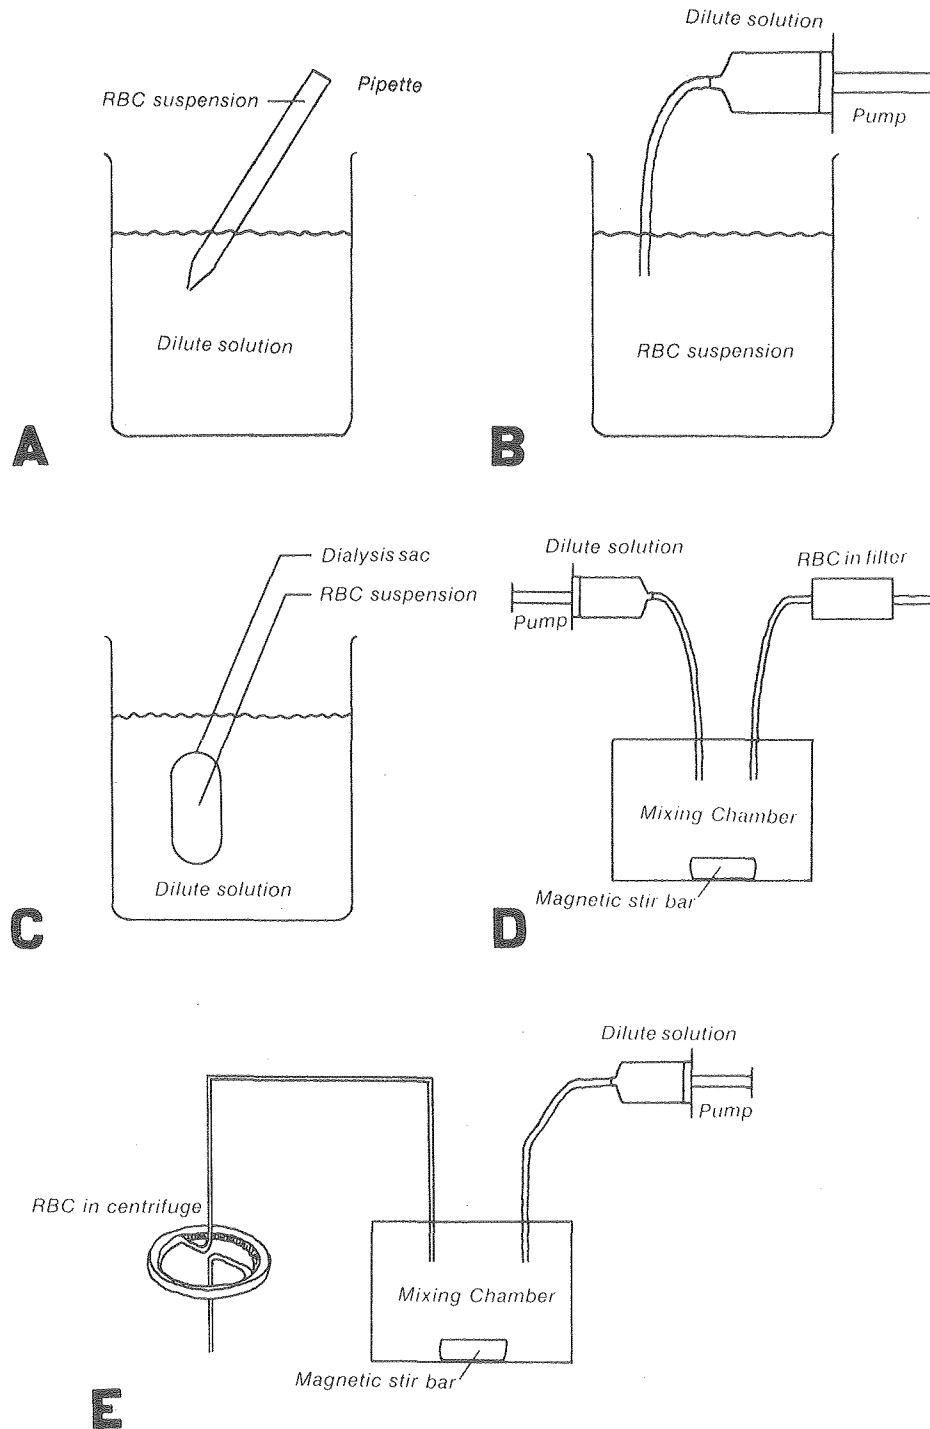 RBC suspension
Pipette
Dilute solution
A
Dilute solution
Pump
RBC suspension
B
Dialysis sac
RBC suspension
Dilute solution
C
Dilute solution
Pump
RBC in filter
Mixing Chamber
Magnetic stir bar
D
Dilute solution
Pump
RBC in centrifuge
Mixing Chamber
Magnetic stir bar
E